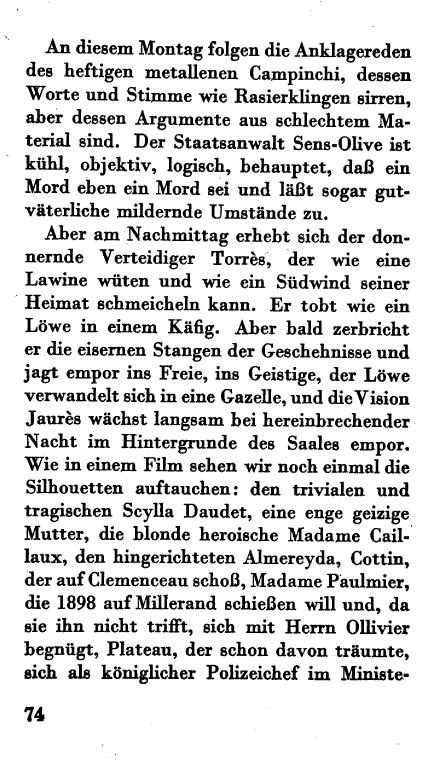 An diesem Montag folgen die Anklagereden
des heftigen metallenen Campinchi, dessen
Worte und Stimme wie Rasierklingen sirren,
aber dessen Argumente aus schlechtem Ma-
terial sind. Der Staatsanwalt Sens-Olive ist
kühl, objektiv, logisch, behauptet, daß ein
Mord eben ein Mord sei und läßt sogar gut-
väterliche mildernde Umstände zu.
Aber am Nachmittag erhebt sich der don-
nernde Verteidiger Torrès, der wie eine
Lawine wüten und wie ein Südwind seiner
Heimat schmeicheln kann. Er tobt wie ein
Löwe in einem Käfig. Aber bald zerbricht
er die eisernen Stangen der Geschehnisse und
jagt empor ins Freie, ins Geistige, der Löwe
verwandelt sich in eine Gazelle, und die Vision
Jaurès wächst langsam bei hereinbrechender
Nacht im Hintergrunde des Saales empor.
Wie in einem Film sehen wir noch einmal die
Silhouetten auftauchen: den trivialen und
tragischen Scylla Daudet, eine enge geizige
Mutter, die blonde heroische Madame Cail-
laux, den hingerichteten Almereyda, Cottin,
der auf Clemenceau schoß, Madame Paulmier,
die 1898 auf Millerand schießen will und, da
sie ihn nicht trifft, sich mit Herrn Ollivier
begnügt, Plateau, der schon davon träumte,
sich als königlicher Polizeichef im Ministe-
74